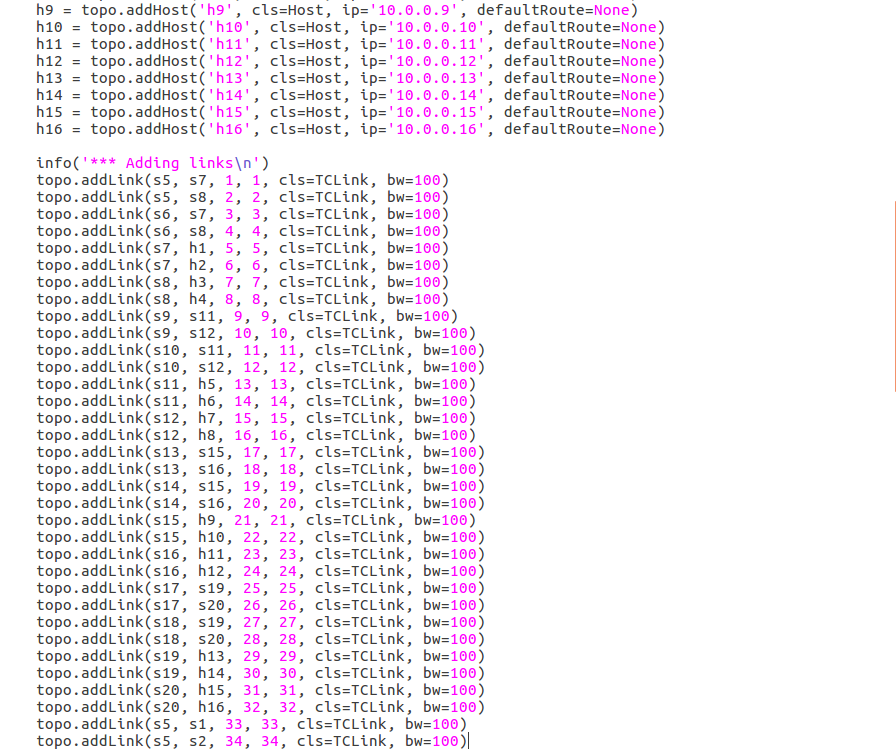 h9 = topo.addHost('h9', cls=Host, ip='10.0.0.9', defaultRoute=None)
h10 = topo.addHost('h10', cls=Host, ip='10.0.0.10', defaultRoute=None)
h11 = topo.addHost('h11', cls=Host, ip='10.0.0.11', defaultRoute=None)
h12 = topo.addHost('h12', cls=Host, ip='10.0.0.12', defaultRoute=None)
h13 = topo.addHost('h13', cls=Host, ip='10.0.0.13', defaultRoute=None)
h14 = topo.addHost('h14', cls=Host, ip='10.0.0.14', defaultRoute=None)
h15 = topo.addHost('h15', cls=Host, ip='10.0.0.15', defaultRoute=None)
h16 = topo.addHost('h16', cls=Host, ip='10.0.0.16', defaultRoute=None)
info('*** Adding links\n')
topo.addLink(s5, s7, 1, 1, cls=TCLink, bw=100)
topo.addLink(s5, s8, 2, 2, cls=TCLink, bw=100)
topo.addLink(s6, s7, 3, 3, cls=TCLink, bw=100)
topo.addLink(s6, s8, 4, 4, cls=TCLink, bw=100)
topo.addLink(s7, h1, 5, 5, cls=TCLink, bw=100)
topo.addLink(s7, h2, 6, 6, cls=TCLink, bw=100)
topo.addLink(s8, h3, 7, 7, cls=TCLink, bw=100)
topo.addLink(s8, h4, 8, 8, cls=TCLink, bw=100)
topo.addLink(s9, s11, 9, 9, cls=TCLink, bw=100)
topo.addLink(s9, s12, 10, 10, cls=TCLink, bw=100)
topo.addLink(s10, s11, 11, 11, cls=TCLink, bw=100)
topo.addLink(s10, s12, 12, 12, cls=TCLink, bw=100)
topo.addLink(s11, h5, 13, 13, cls=TCLink, bw=100)
topo.addLink(s11, h6, 14, 14, cls=TCLink, bw=100)
topo.addLink(s12, h7, 15, 15, cls=TCLink, bw=100)
topo.addLink(s12, h8, 16, 16, cls=TCLink, bw=100)
topo.addLink(s13, s15, 17, 17, cls=TCLink, bw=100)
topo.addLink(s13, s16, 18, 18, cls=TCLink, bw=100)
topo.addLink(s14, s15, 19, 19, cls=TCLink, bw=100)
topo.addLink(s14, s16, 20, 20, cls=TCLink, bw=100)
topo.addLink(s15, h9, 21, 21, cls=TCLink, bw=100)
topo.addLink(s15, h10, 22, 22, cls=TCLink, bw=100)
topo.addLink(s16, h11, 23, 23, cls=TCLink, bw=100)
topo.addLink(s16, h12, 24, 24, cls=TCLink, bw=100)
topo.addLink(s17, s19, 25, 25, cls=TCLink, bw=100)
topo.addLink(s17, s20, 26, 26, cls=TCLink, bw=100)
topo.addLink(s18, s19, 27, 27, cls=TCLink, bw=100)
topo.addLink(s18, s20, 28, 28, cls=TCLink, bw=100)
topo.addLink(s19, h13, 29, 29, cls=TCLink, bw=100)
topo.addLink(s19, h14, 30, 30, cls=TCLink, bw=100)
topo.addLink(s20, h15, 31, 31, cls=TCLink, bw=100)
topo.addLink(s20, h16, 32, 32, cls=TCLink, bw=100)
topo.addLink(s5, s1, 33, 33, cls=TCLink, bw=100)
topo.addLink(s5, s2, 34, 34, cls=TCLink, bw=100)